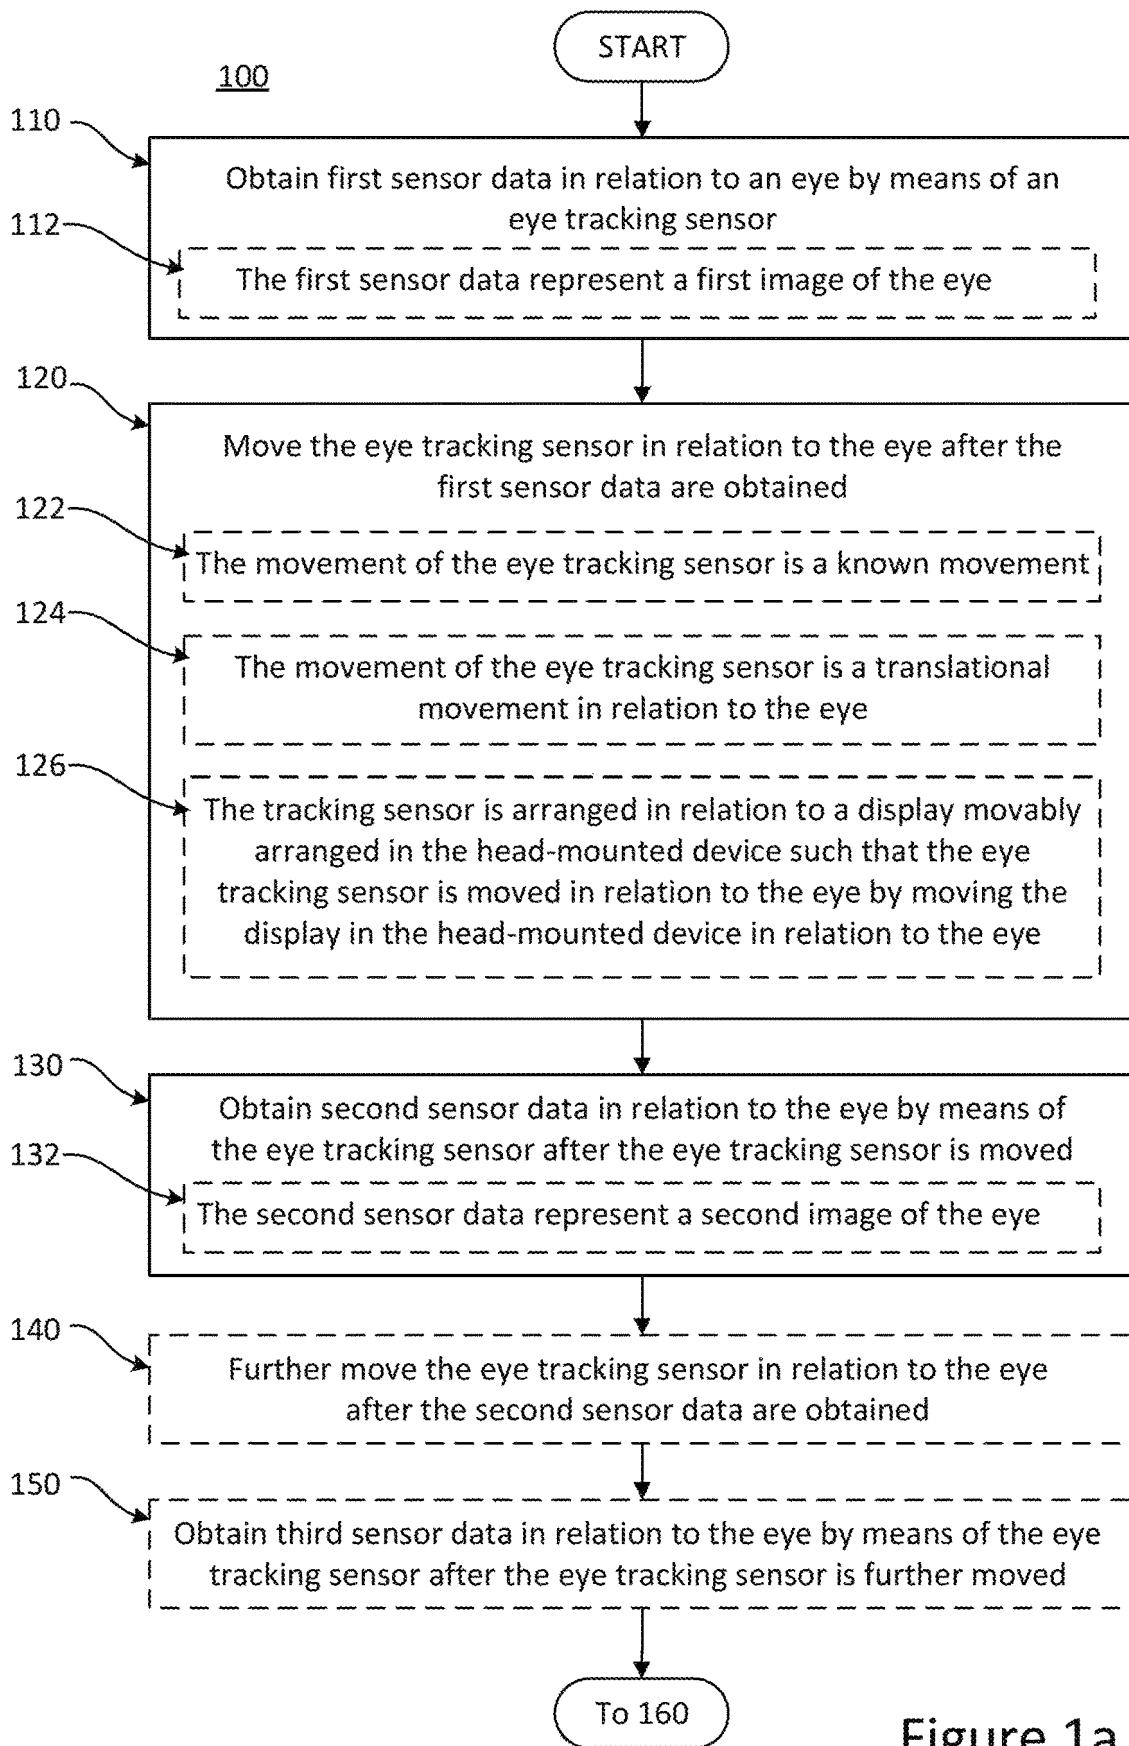 START
100
110
Obtain first sensor data in relation to an eye by means of an
eye tracking sensor
112
The first sensor data represent a first image of the eye
120
Move the eye tracking sensor in relation to the eye after the
first sensor data are obtained
122
The movement of the eye tracking sensor is a known movement
124
The movement of the eye tracking sensor is a translational
movement in relation to the eye
126
The tracking sensor is arranged in relation to a display movably
arranged in the head-mounted device such that the eye
tracking sensor is moved in relation to the eye by moving the
display in the head-mounted device in relation to the eye
130
Obtain second sensor data in relation to the eye by means of
the eye tracking sensor after the eye tracking sensor is moved
132
The second sensor data represent a second image of the eye
140
Further move the eye tracking sensor in relation to the eye
after the second sensor data are obtained
150
Obtain third sensor data in relation to the eye by means of the eye
tracking sensor after the eye tracking sensor is further moved
To 160
Figure 1a